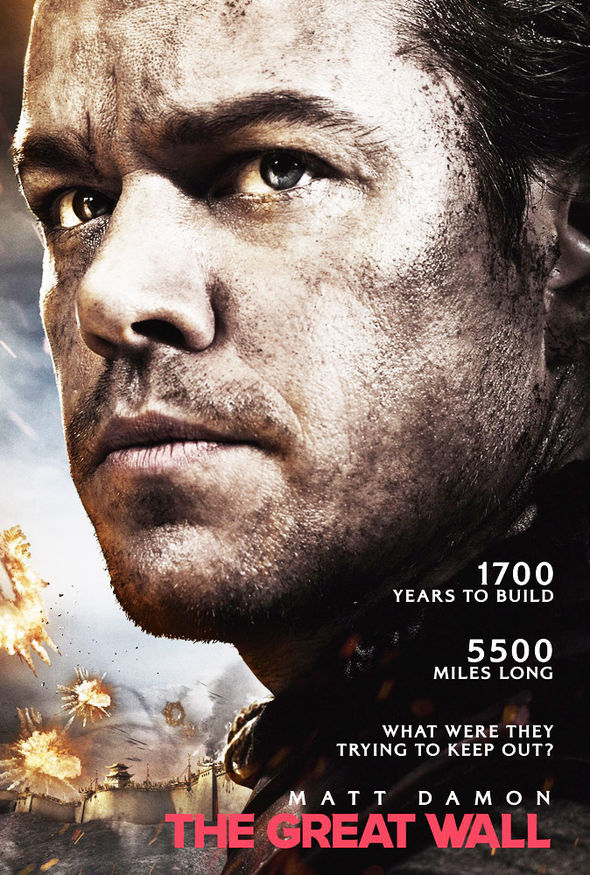 1700
YEARS TO BUILD
5500
MILES LONG
WHAT WERE THEY
TRYING TO KEEP OUT?
MATT DAMON
THE GREAT WALL